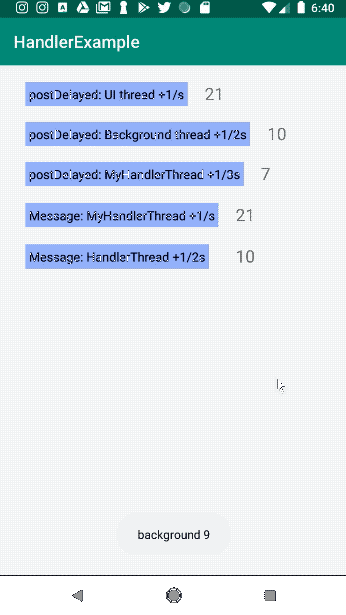 6:40
HandlerExample
postDelayed: UI thread +1/s 21
postDelayed: Background thread +1/2s 10
postDelayed: MyHandlerThread +1/3s 7
Message: MyHandlerThread +1/s 21
Message: HandlerThread +1/2s 10
background 9